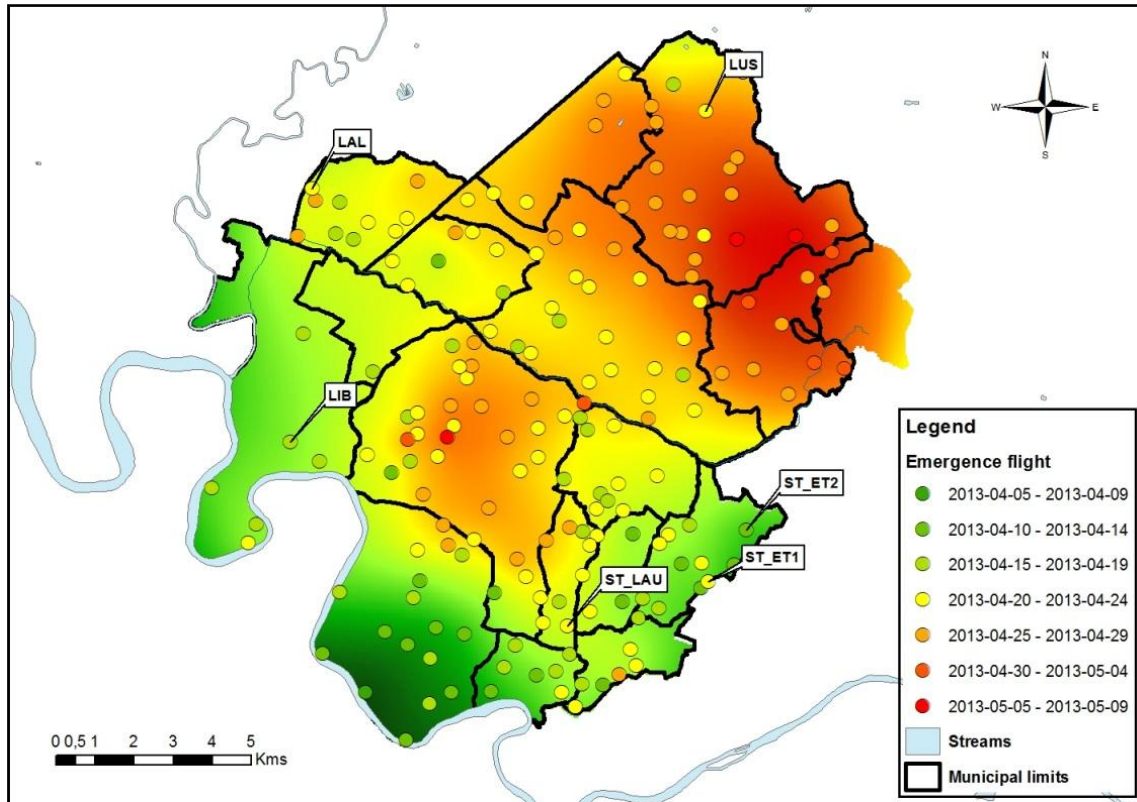 LUS
N
W
E
S
LAL
LIB
ST_ET2
ST_ET1
ST_LAU
Legend
Emergence flight
2013-04-05 - 2013-04-09
2013-04-10 - 2013-04-14
2013-04-15 - 2013-04-19
2013-04-20 - 2013-04-24
2013-04-25 - 2013-04-29
2013-04-30 - 2013-05-04
2013-05-05 - 2013-05-09
Streams
Municipal limits
0 0,5 1 2 3 4 5
Kms